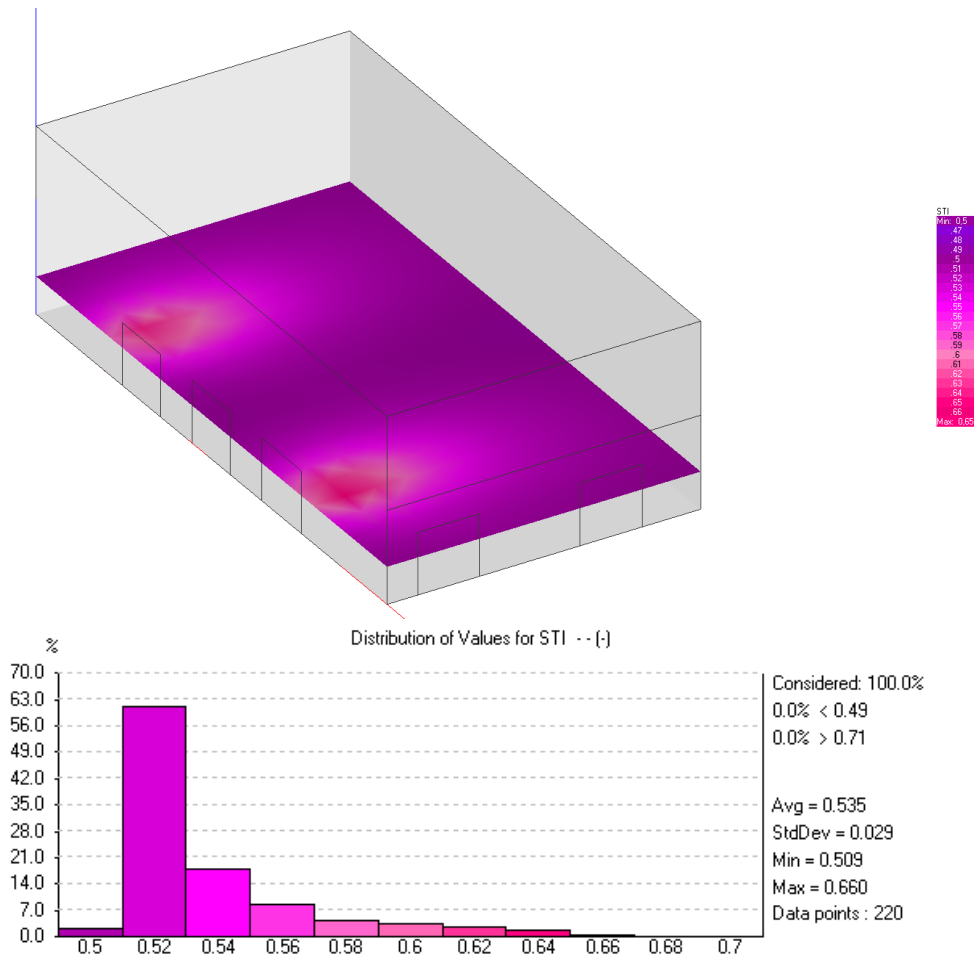 STI
Min: 0,5
.47
.48
.49
.5
.51
.52
.53
.54
.55
.56
.57
.58
.59
.6
.61
.62
.63
.64
.65
.66
Max: 0,65
Distribution of Values for STI - - (-)
%
70.0
63.0
56.0
49.0
42.0
35.0
28.0
21.0
14.0
7.0
0.0
0.5 0.52 0.54 0.56 0.58 0.6 0.62 0.64 0.66 0.68 0.7
Considered: 100.0%
0.0% < 0.49
0.0% > 0.71
Avg = 0.535
StdDev = 0.029
Min = 0.509
Max = 0.660
Data points : 220